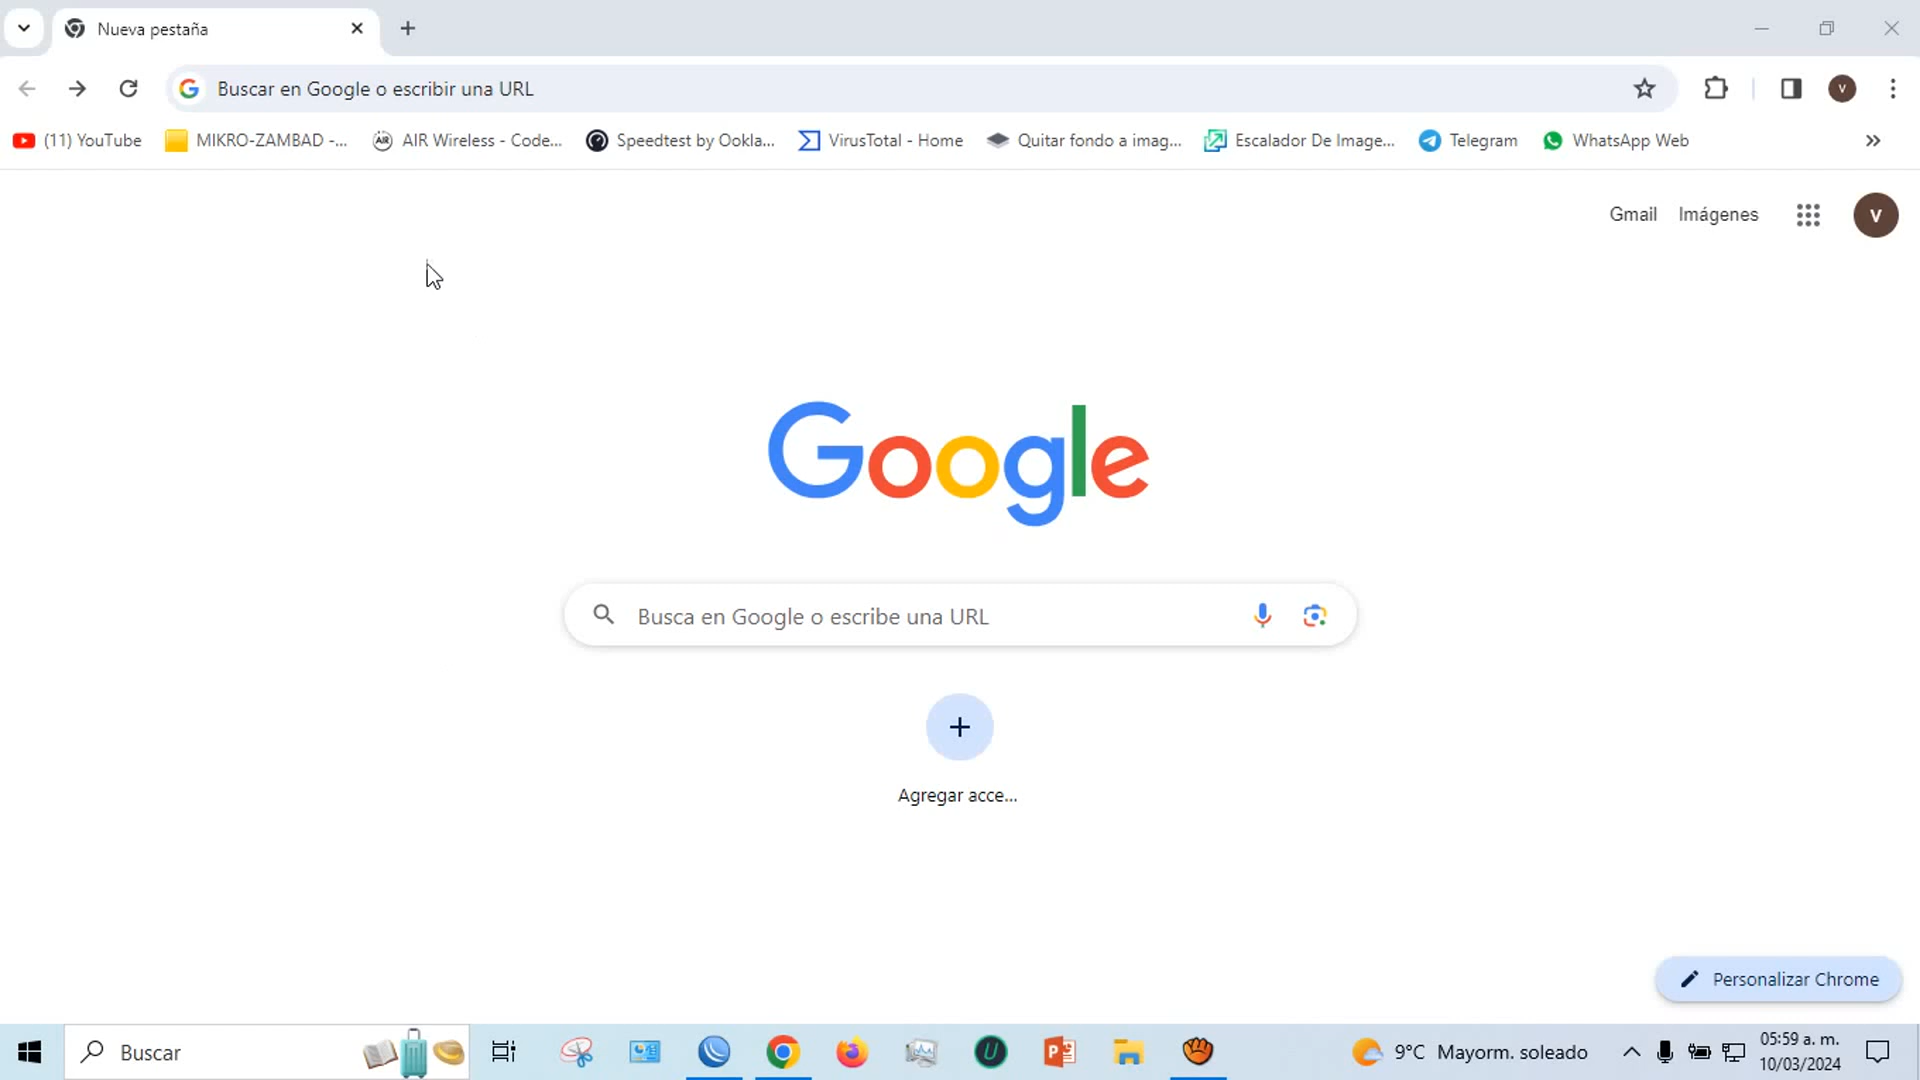 Nueva pestaña
Buscar en Google o escribir una URL
V
(11) YouTube
MIKRO-ZAMBAD -...
AIR Wireless - Code...
Speedtest by Ookla...
VirusTotal - Home
Quitar fondo a imag...
Escalador De Image...
Telegram
WhatsApp Web
Gmail
Imágenes
V
Google
Busca en Google o escribe una URL
Agregar acce...
Personalizar Chrome
Buscar
9°C Mayorm. soleado
05:59 a. m.
10/03/2024